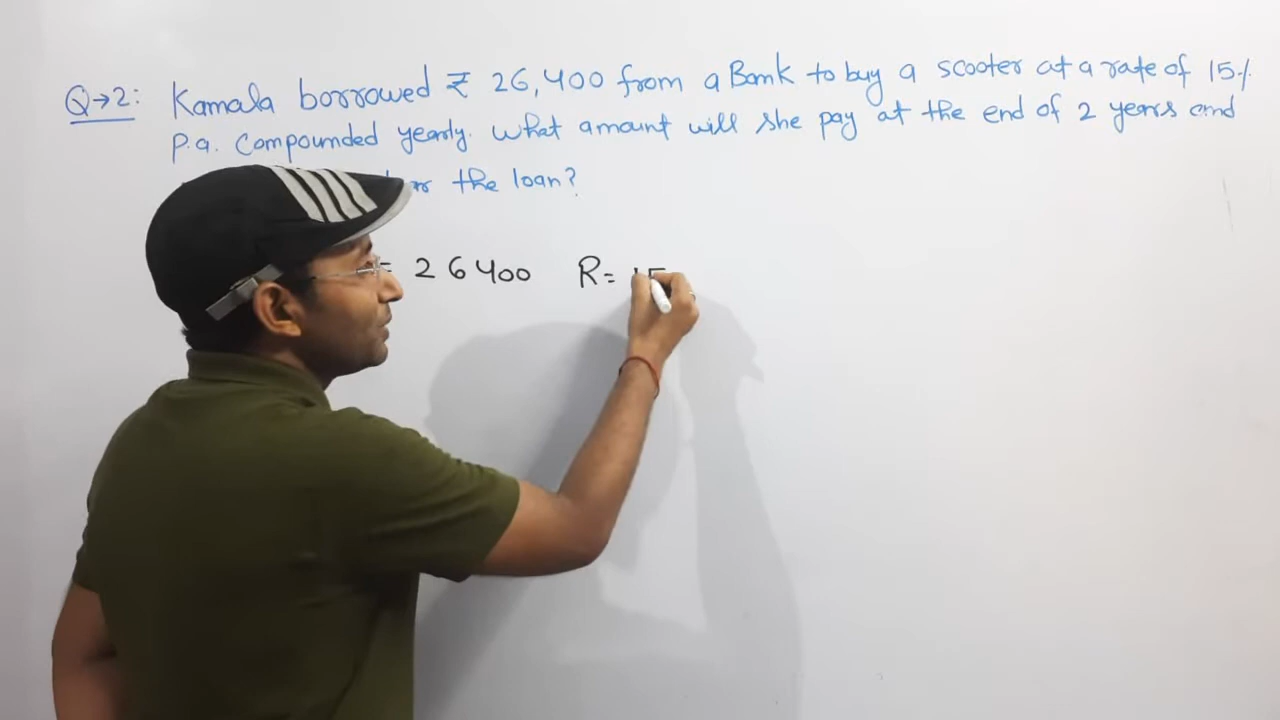 Q→2: Kamala borrowed ₹ 26,400 from a Bank to buy a scooter at a rate of 15%
P.a. Compounded yearly. What amount will she pay at the end of 2 years and
the loan?
= 26400 R= 15